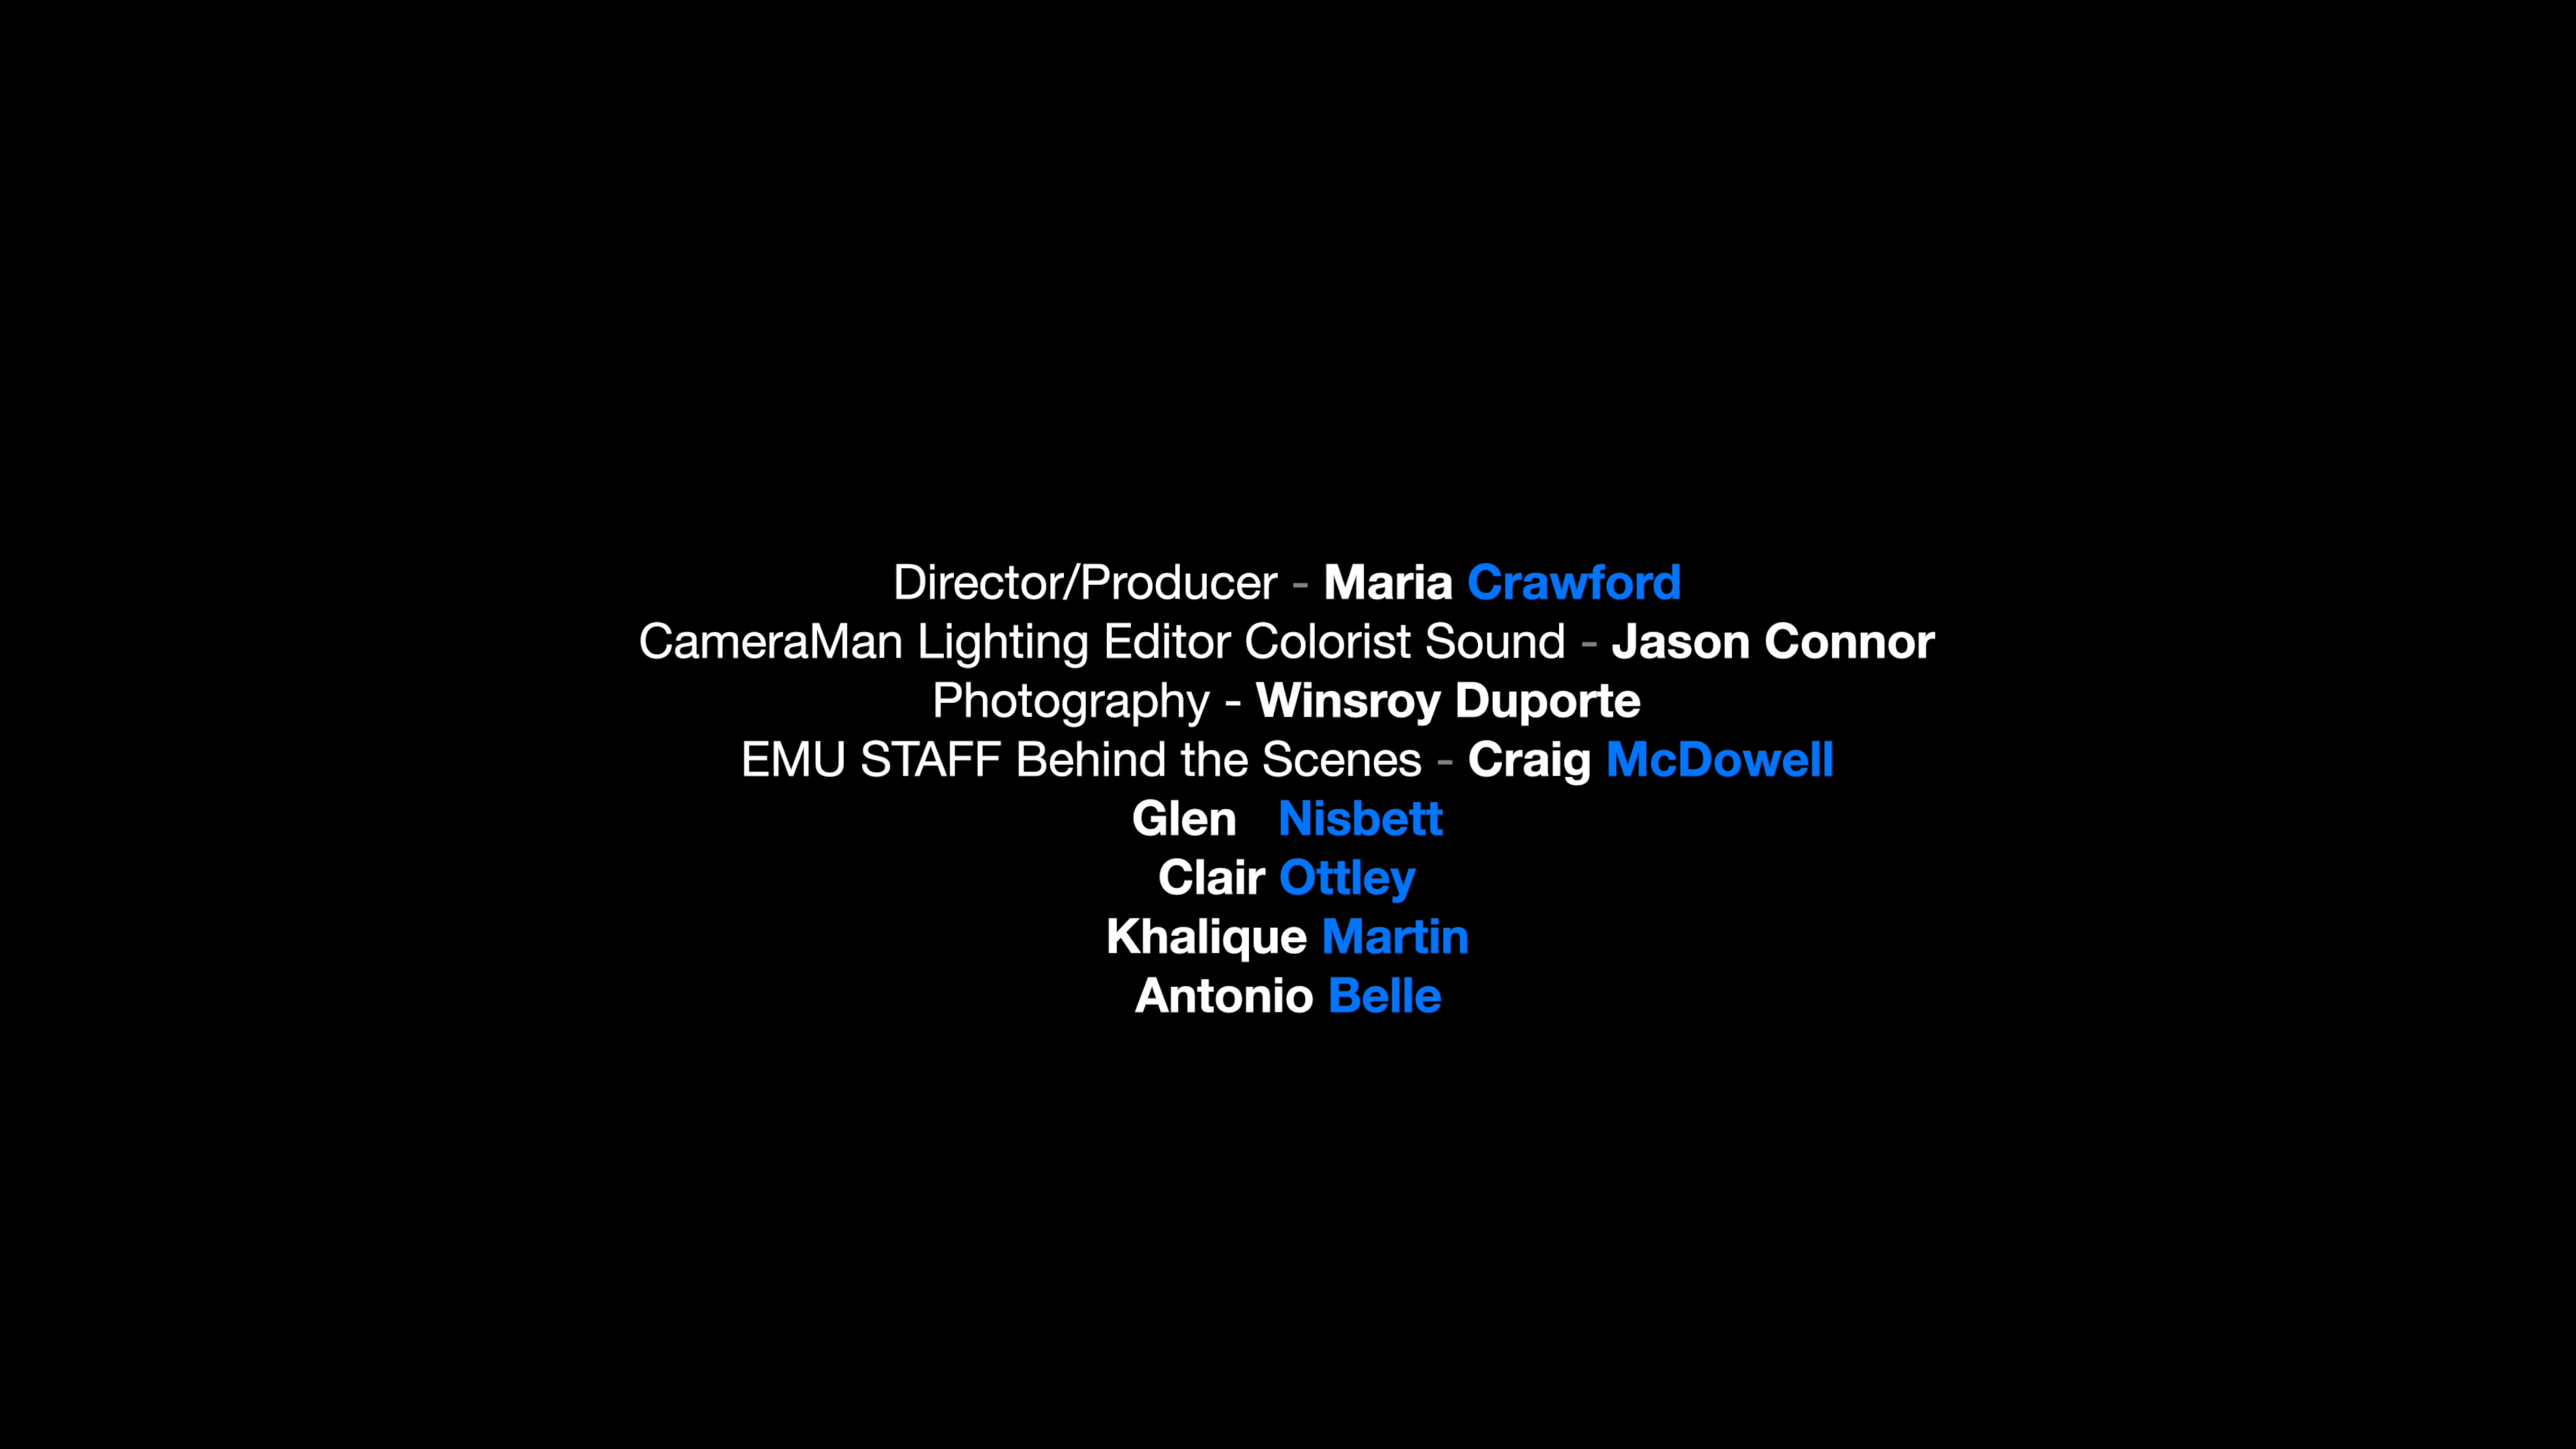 Director/Producer - Maria Crawford
CameraMan Lighting Editor Colorist Sound - Jason Connor
Photography - Winsroy Duporte
EMU STAFF Behind the Scenes - Craig McDowell
Glen   Nisbett
Clair Ottley
Khalique Martin
Antonio Belle